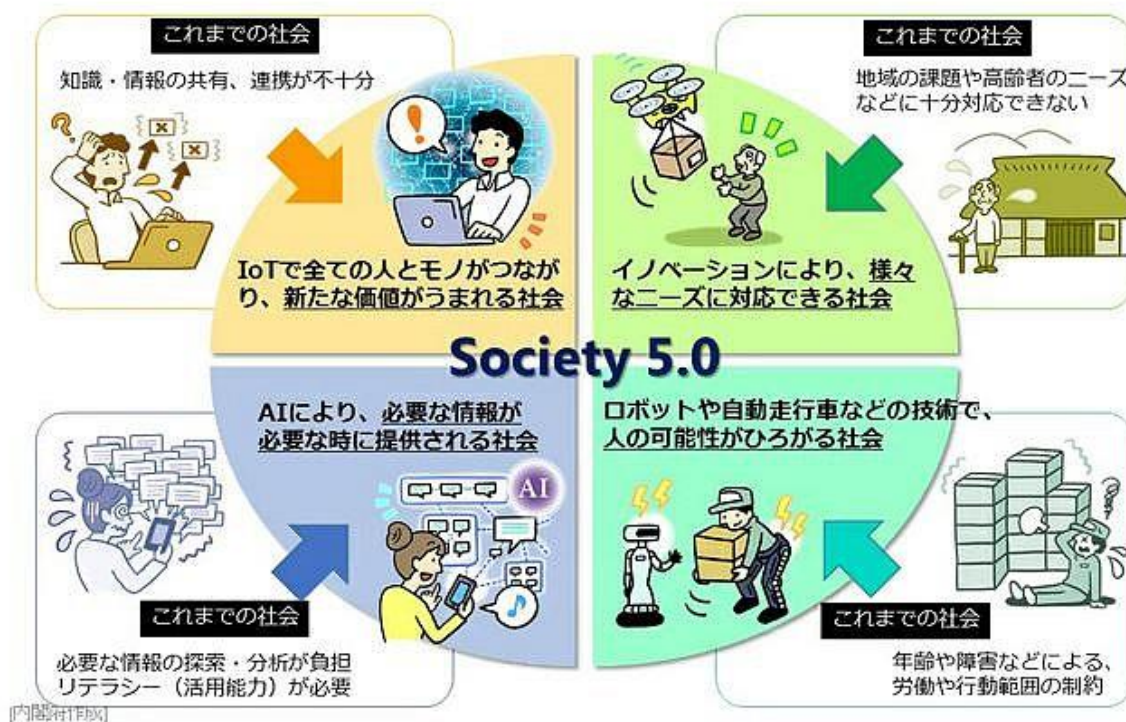 これまでの社会
知識・情報の共有、連携が不十分
IoTで全ての人とモノがつなが
り、新たな価値がうまれる社会
これまでの社会
地域の課題や高齢者のニーズ
などに十分対応できない
イノベーションにより、様々
なニーズに対応できる社会
Society 5.0
AIにより、必要な情報が
必要な時に提供される社会
AI
これまでの社会
必要な情報の探索・分析が負担
リテラシー（活用能力）が必要
ロボットや自動走行車などの技術で、
人の可能性がひろがる社会
これまでの社会
年齢や障害などによる、
労働や行動範囲の制約
[内閣府作成]